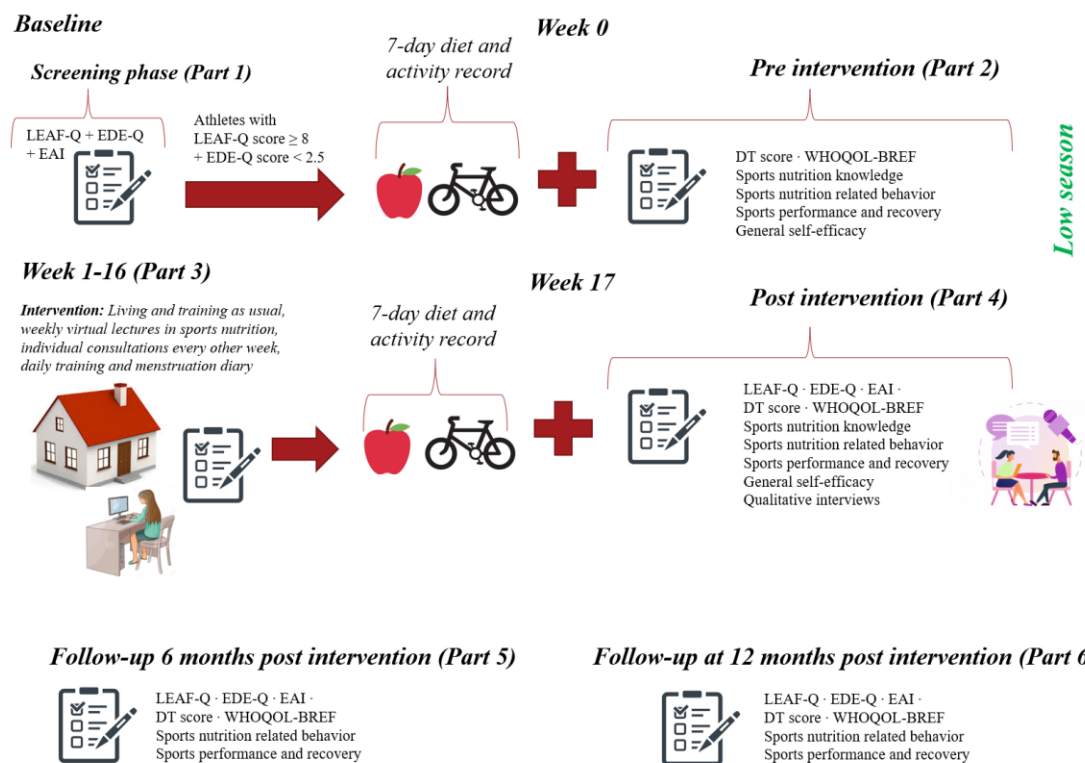 Baseline
Week 0
Screening phase (Part 1)
7-day diet and
activity record
Pre intervention (Part 2)
LEAF-Q + EDE-Q
+ EAI
Athletes with
LEAF-Q score ≥ 8
+ EDE-Q score < 2.5
DT score · WHOQOL-BREF
Sports nutrition knowledge
Sports nutrition related behavior
Sports performance and recovery
General self-efficacy
Low season
Week 1-16 (Part 3)
Week 17
Intervention: Living and training as usual,
weekly virtual lectures in sports nutrition,
individual consultations every other week,
daily training and menstruation diary
7-day diet and
activity record
Post intervention (Part 4)
LEAF-Q · EDE-Q · EAI ·
DT score · WHOQOL-BREF
Sports nutrition knowledge
Sports nutrition related behavior
Sports performance and recovery
General self-efficacy
Qualitative interviews
Follow-up 6 months post intervention (Part 5)
LEAF-Q · EDE-Q · EAI ·
DT score · WHOQOL-BREF
Sports nutrition related behavior
Sports performance and recovery
Follow-up at 12 months post intervention (Part 6
LEAF-Q · EDE-Q · EAI ·
DT score · WHOQOL-BREF
Sports nutrition related behavior
Sports performance and recovery